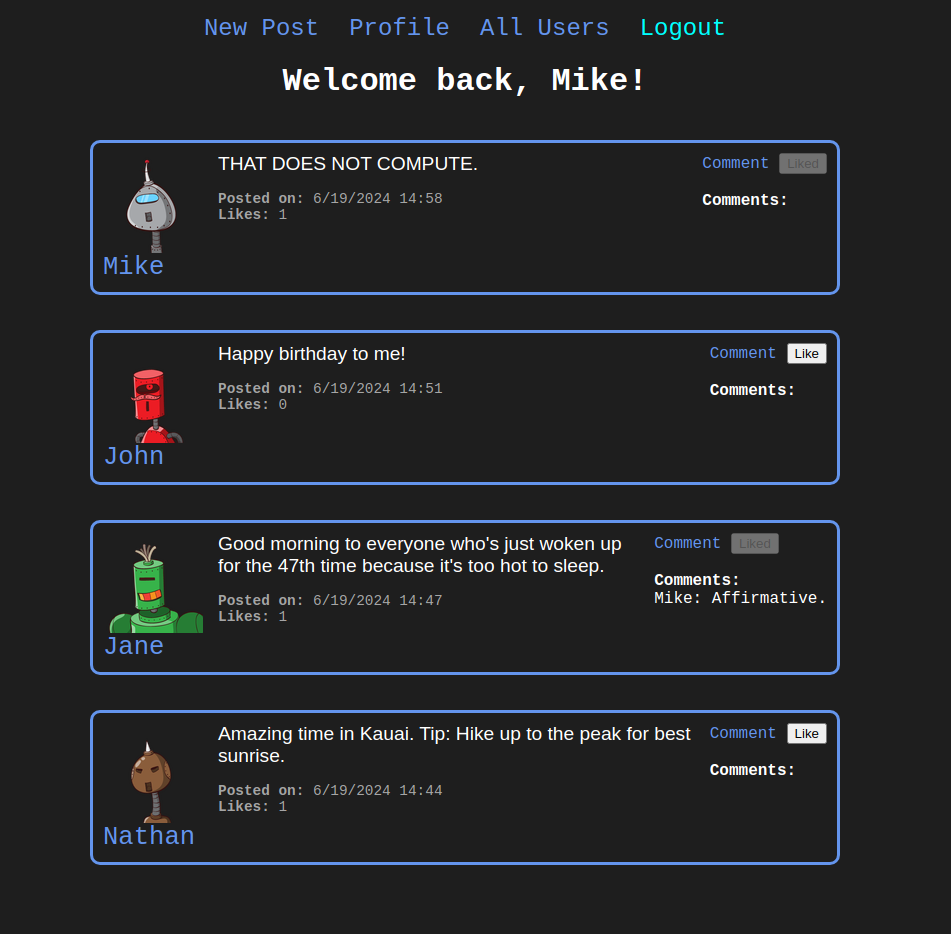 New Post Profile All Users Logout
Welcome back, Mike!
THAT DOES NOT COMPUTE.
Comment Liked
Posted on: 6/19/2024 14:58
Likes: 1
Comments:
Mike
Happy birthday to me!
Comment Like
Posted on: 6/19/2024 14:51
Likes: 0
Comments:
John
Good morning to everyone who's just woken up
for the 47th time because it's too hot to sleep.
Comment Liked
Posted on: 6/19/2024 14:47
Likes: 1
Comments:
Mike: Affirmative.
Jane
Amazing time in Kauai. Tip: Hike up to the peak for best
sunrise.
Comment Like
Posted on: 6/19/2024 14:44
Likes: 1
Comments:
Nathan